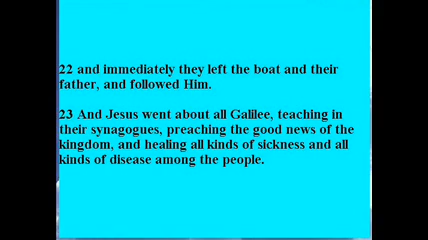 22 and immediately they left the boat and their
father, and followed Him.
23 And Jesus went about all Galilee, teaching in
their synagogues, preaching the good news of the
kingdom, and healing all kinds of sickness and all
kinds of disease among the people.